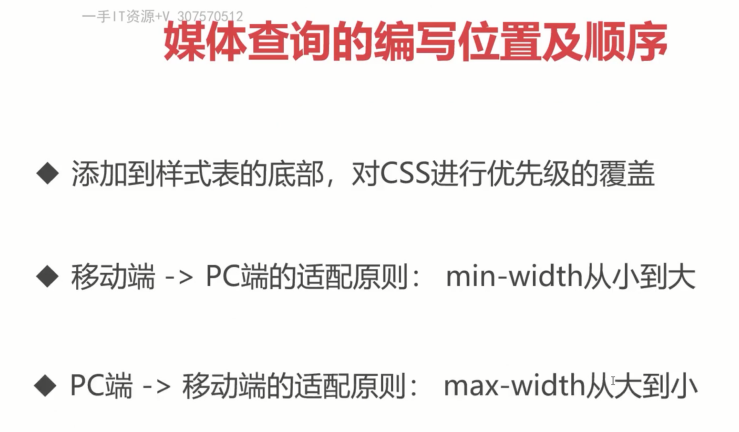 一手IT资源+V 307570512
媒体查询的编写位置及顺序
◆ 添加到样式表的底部，对CSS进行优先级的覆盖
◆ 移动端 -> PC端的适配原则： min-width从小到大
◆ PC端 -> 移动端的适配原则： max-width从大到小